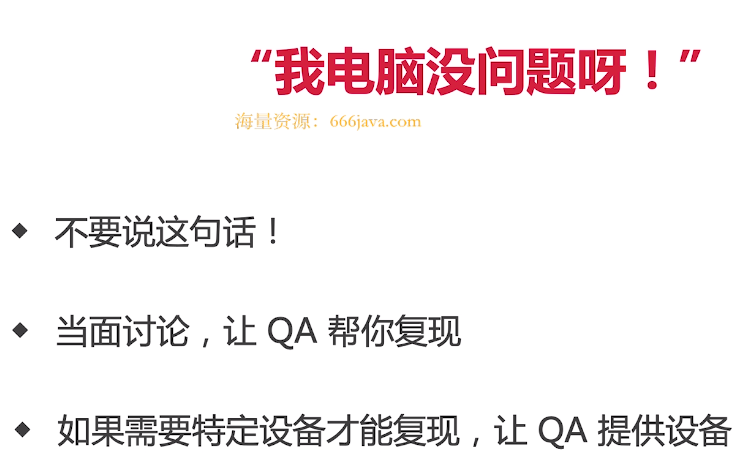 “我电脑没问题呀！”
海量资源：666java.com
不要说这句话！
当面讨论，让 QA 帮你复现
如果需要特定设备才能复现，让 QA 提供设备